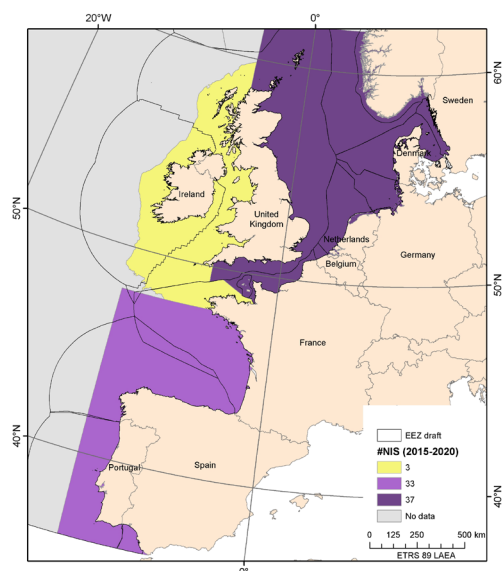 20°W
0°
60°N
Sweden
Denmark
Ireland
50°N
United
Kingdom
Netherlands
Belgium
Germany
50°N
France
EEZ draft
#NIS (2015-2020)
3
33
37
No data
40°N
Portugal
Spain
40°N
0 125 250 500 km
ETRS 89 LAEA